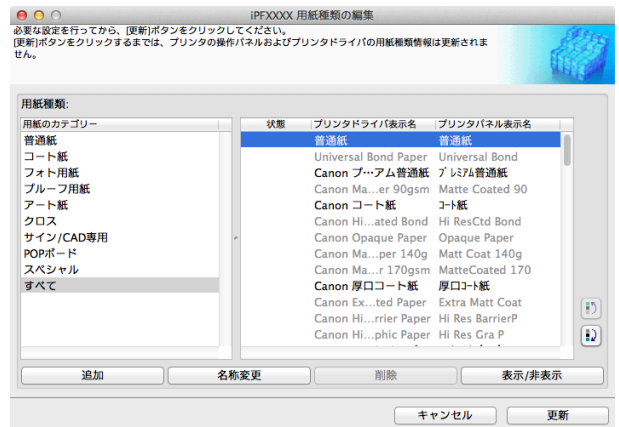 iPFXXXX 用紙種類の編集
必要な設定を行ってから、[更新]ボタンをクリックしてください。
[更新]ボタンをクリックするまでは、プリンタの操作パネルおよびプリンタドライバの用紙種類情報は更新されま
せん。
用紙種類:
用紙のカテゴリー
普通紙
コート紙
フォト用紙
プルーフ用紙
アート紙
クロス
サイン/CAD専用
POPボード
スペシャル
すべて
状態 プリンタドライバ表示名 プリンタパネル表示名
普通紙 普通紙
Universal Bond Paper Universal Bond
Canon プ…アム普通紙 プレミアム普通紙
Canon Ma…er 90gsm Matte Coated 90
Canon コート紙 コート紙
Canon Hi…ated Bond Hi ResCtd Bond
Canon Opaque Paper Opaque Paper
Canon Ma…per 140g Matt Coat 140g
Canon Ma…r 170gsm MatteCoated 170
Canon 厚口コート紙 厚口コート紙
Canon Ex…ted Paper Extra Matt Coat
Canon Hi…rrier Paper Hi Res BarrierP
Canon Hi…phic Paper Hi Res Gra P
追加 名称変更 削除 表示/非表示
キャンセル 更新